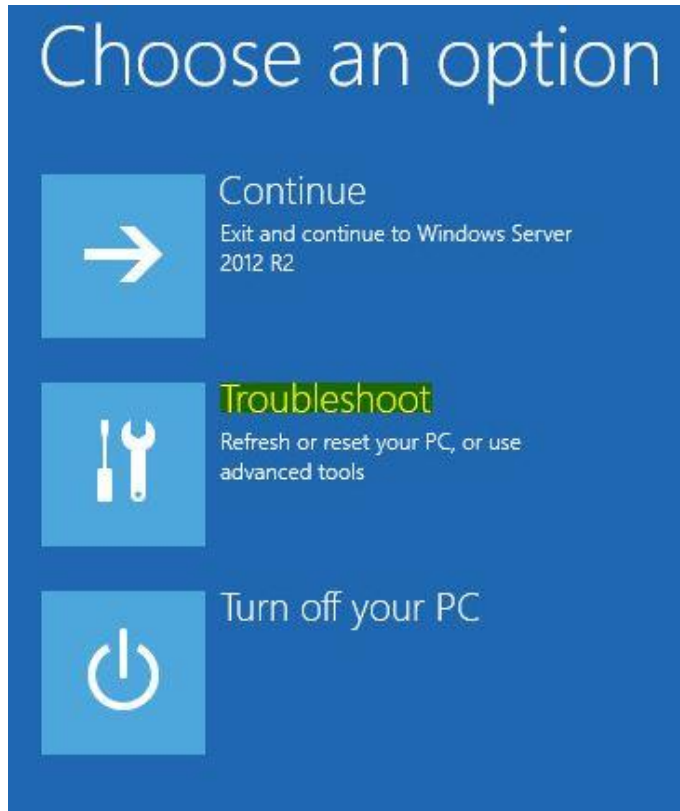 Choose an option
Continue
Exit and continue to Windows Server
2012 R2
Troubleshoot
Refresh or reset your PC, or use
advanced tools
Turn off your PC